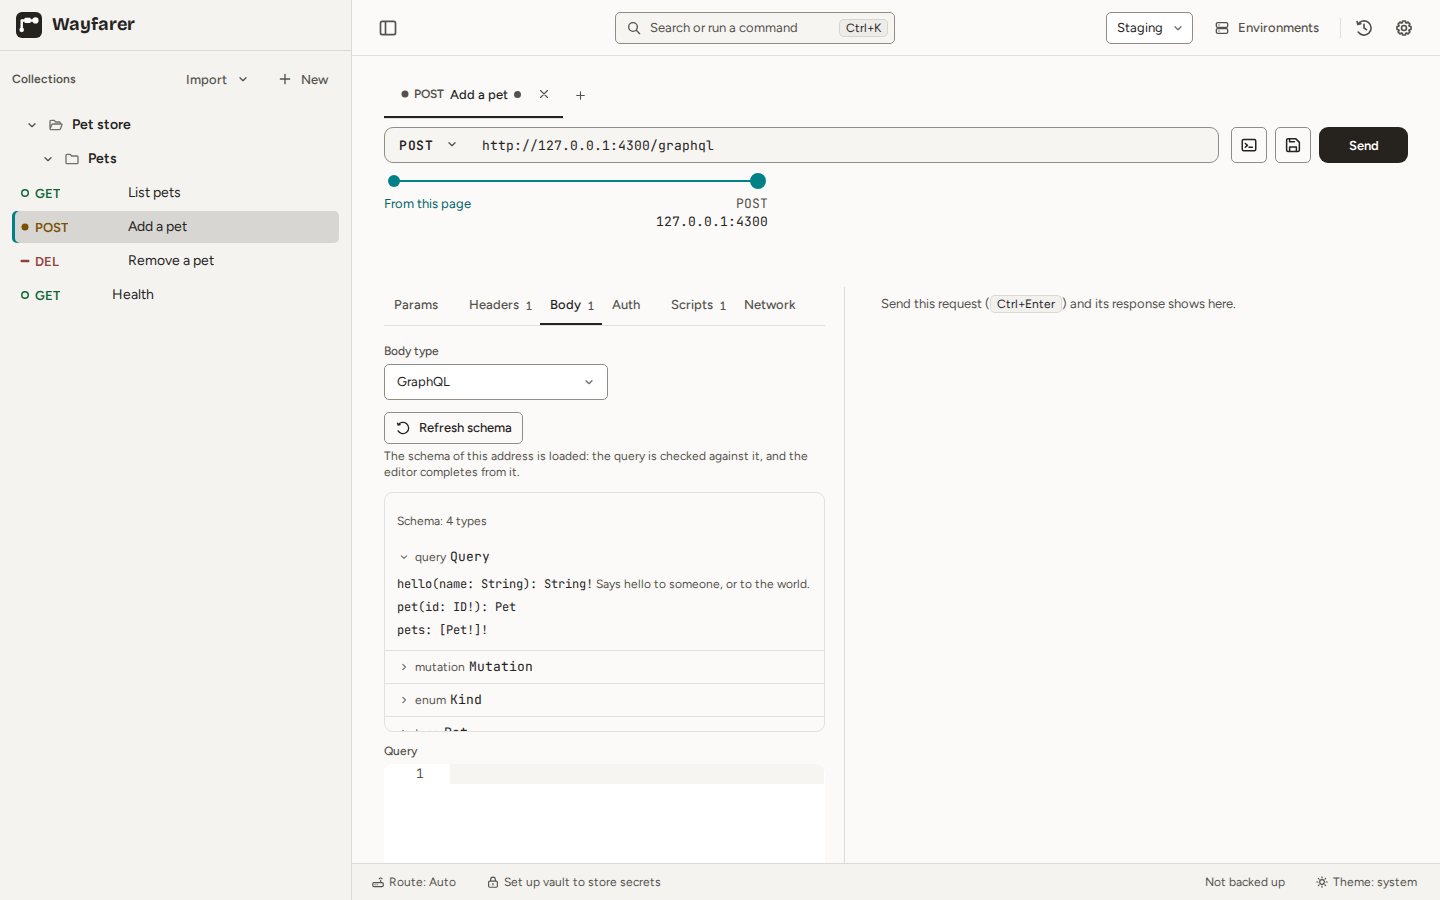 Wayfarer
Search or run a command Ctrl+K
Staging
Environments
Collections Import New
POST Add a pet
Pet store
Pets
GET List pets
POST Add a pet
DEL Remove a pet
GET Health
POST http://127.0.0.1:4300/graphql
Send
From this page
POST
127.0.0.1:4300
Params Headers 1 Body 1 Auth Scripts 1 Network
Send this request (Ctrl+Enter) and its response shows here.
Body type
GraphQL
Refresh schema
The schema of this address is loaded: the query is checked against it, and the
editor completes from it.
Schema: 4 types
query Query
hello(name: String): String! Says hello to someone, or to the world.
pet(id: ID!): Pet
pets: [Pet!]!
mutation Mutation
enum Kind
Query
1
Route: Auto
Set up vault to store secrets
Not backed up
Theme: system